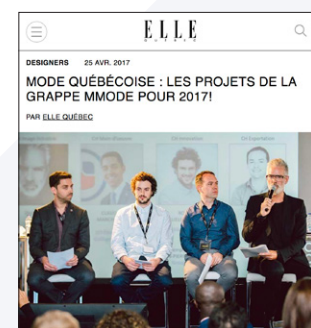 ELLE
QUÉBEC
DESIGNERS 25 AVR. 2017
MODE QUÉBÉCOISE : LES PROJETS DE LA
GRAPPE MMODE POUR 2017!
PAR ELLE QUÉBEC